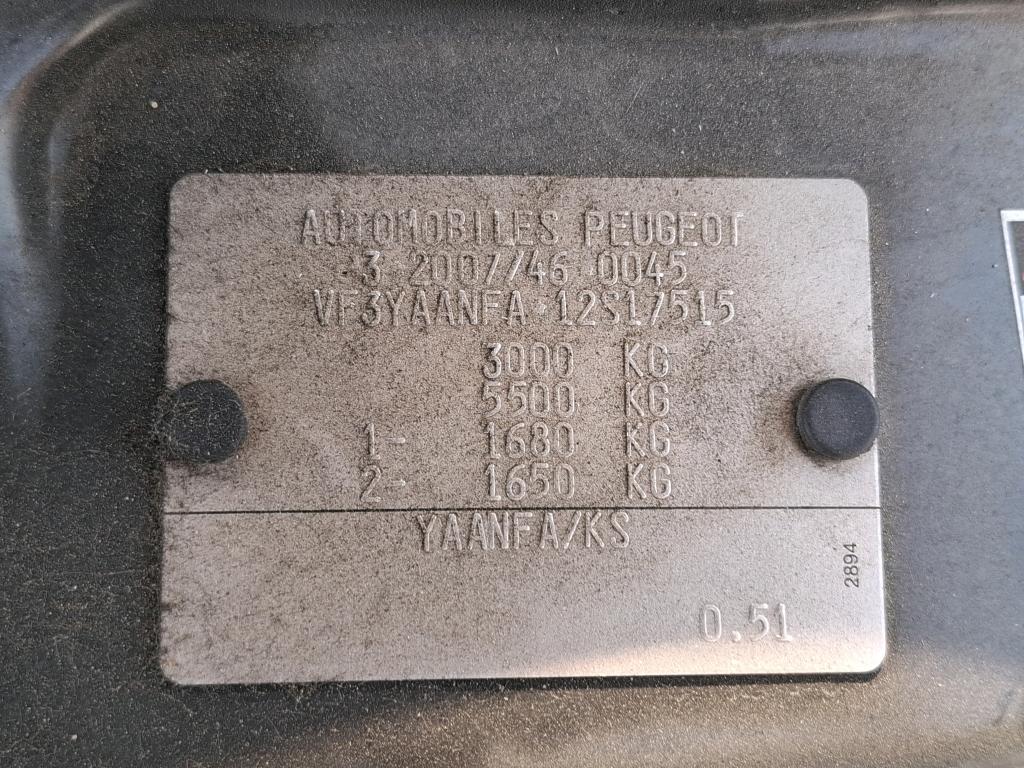 AUTOMOBILES PEUGEOT
3 2007/46 0045
VF3YAANFA 12S17515
3000 KG
5500 KG
1- 1680 KG
2- 1650 KG
YAANFA/KS
2894
0.51